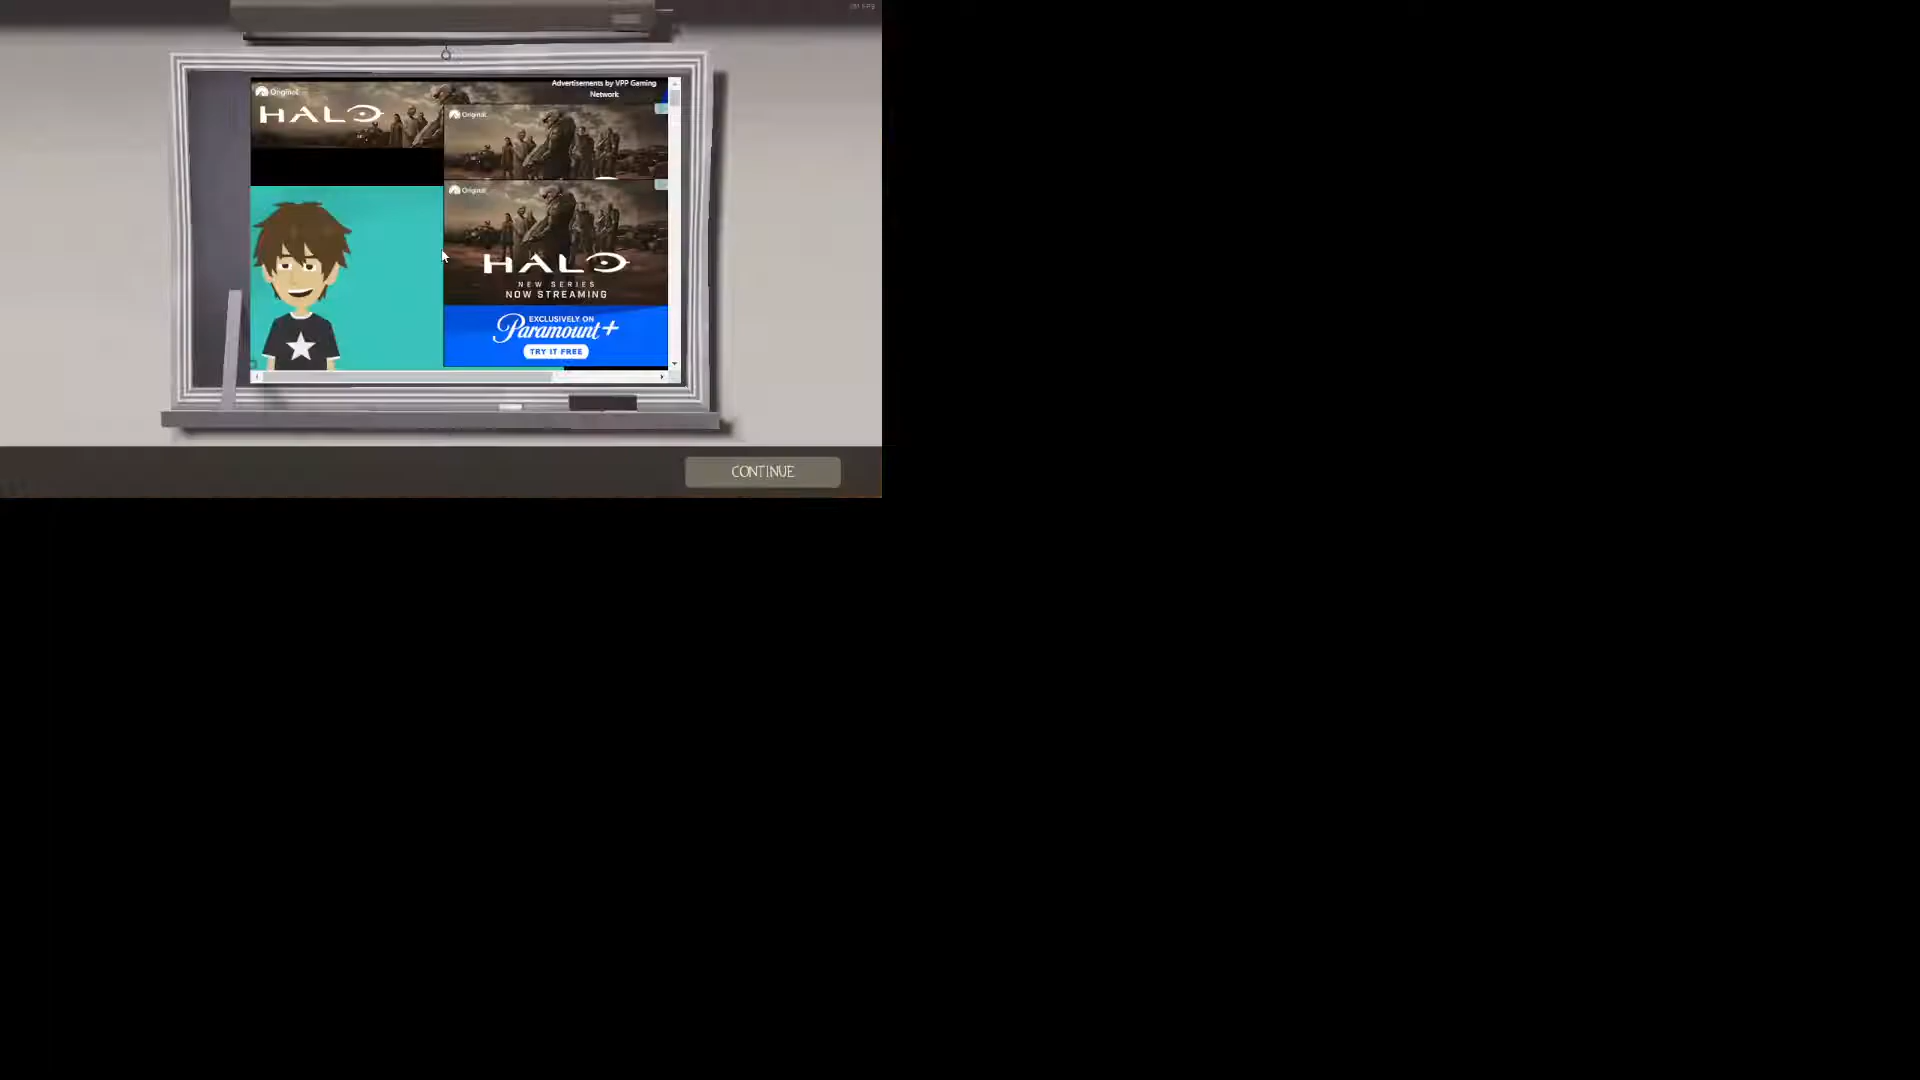 Advertisements by VPP Gaming
Network
Original
HALO
Original
Original
HALO
NEW SERIES
NOW STREAMING
EXCLUSIVELY ON
Paramount+
TRY IT FREE
CONTINUE